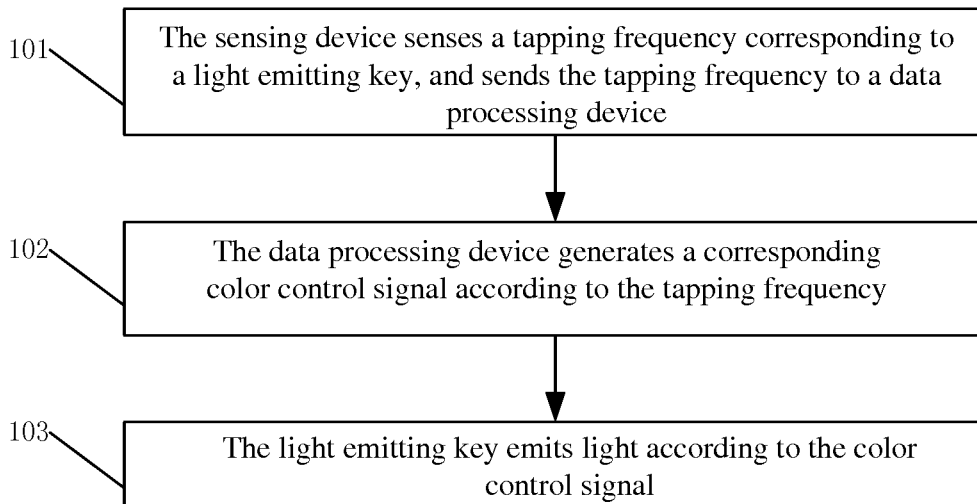 101
The sensing device senses a tapping frequency corresponding to
a light emitting key, and sends the tapping frequency to a data
processing device
102
The data processing device generates a corresponding
color control signal according to the tapping frequency
103
The light emitting key emits light according to the color
control signal